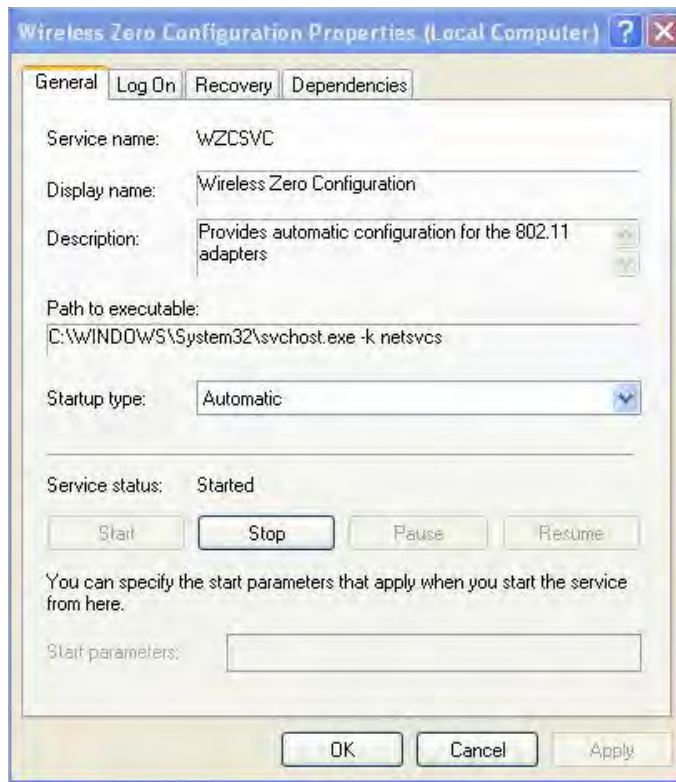 Wireless Zero Configuration Properties (Local Computer)
General Log On Recovery Dependencies
Service name: WZCSVC
Display name: Wireless Zero Configuration
Description: Provides automatic configuration for the 802.11
adapters
Path to executable:
C:\WINDOWS\System32\svchost.exe -k netsvcs
Startup type: Automatic
Service status: Started
Start Stop Pause Resume
You can specify the start parameters that apply when you start the service
from here.
Start parameters:
OK Cancel Apply